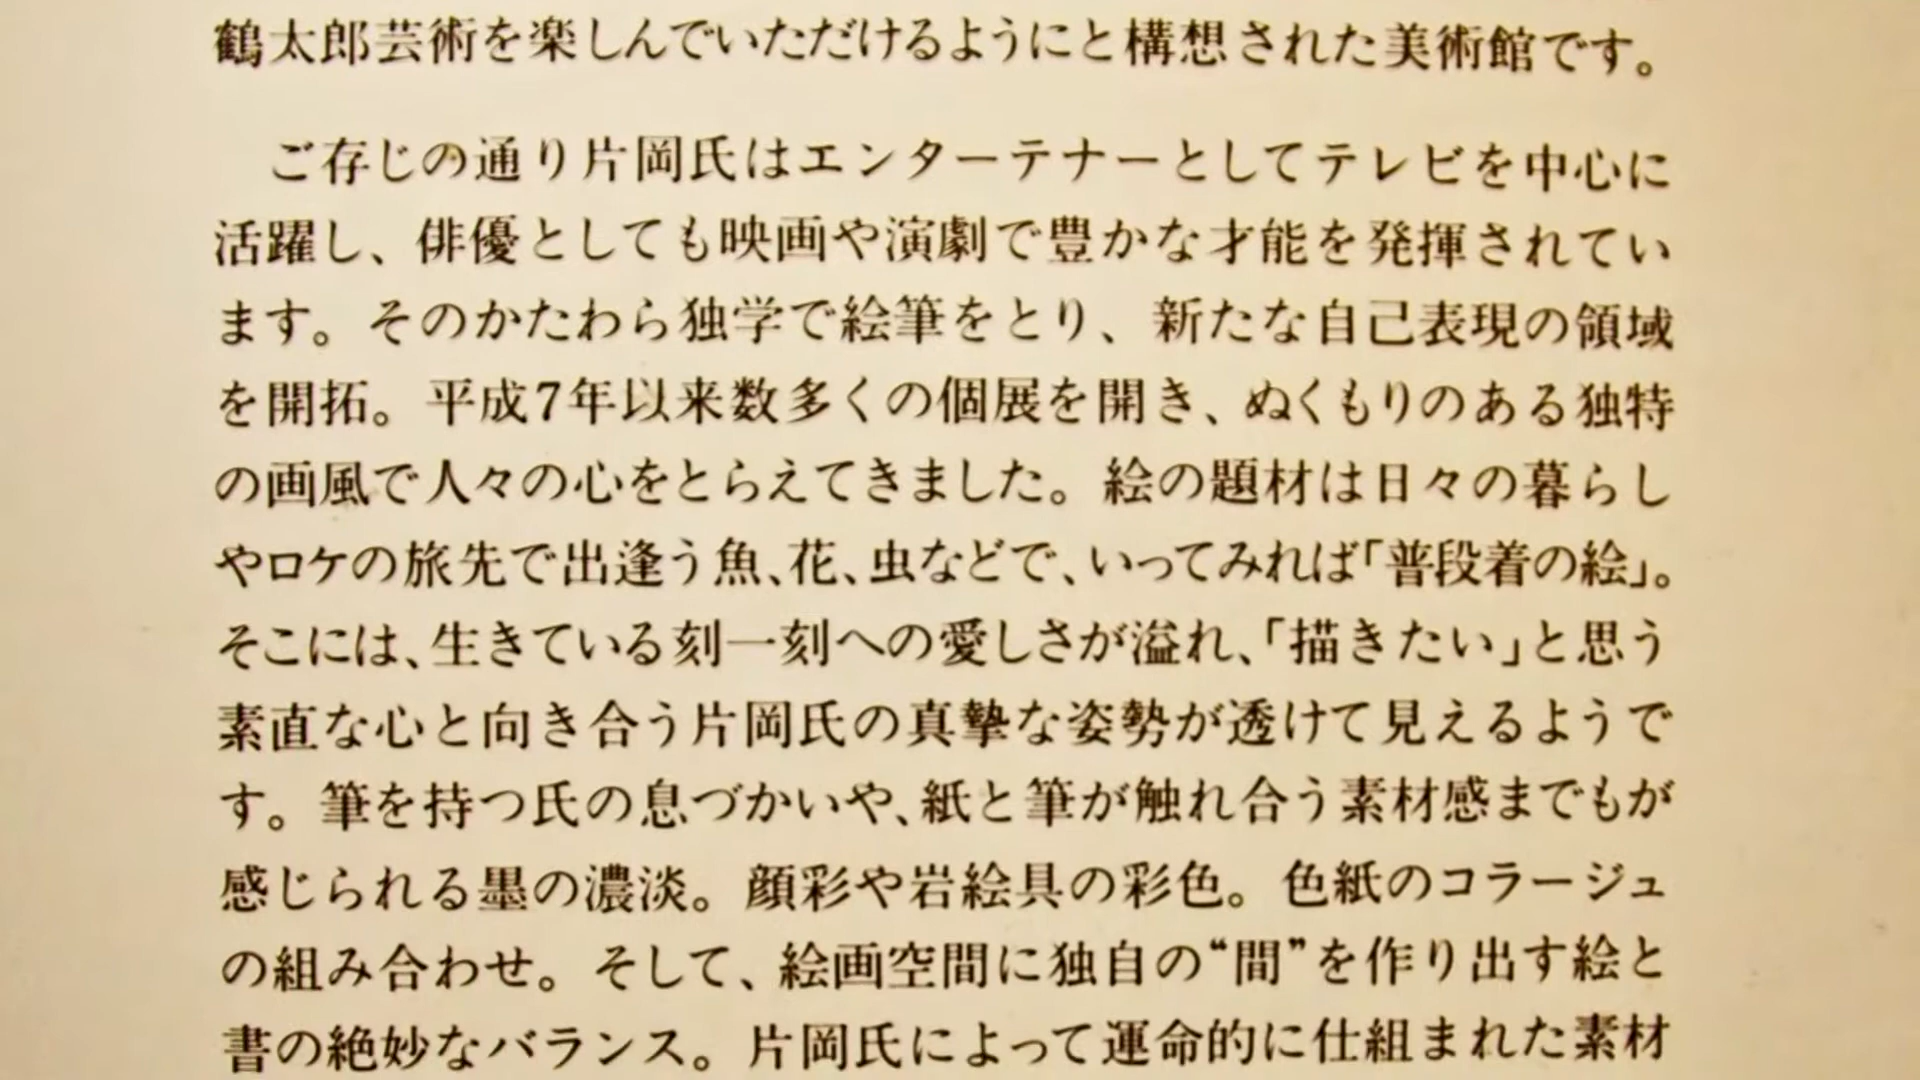 鶴太郎芸術を楽しんでいただけるようにと構想された美術館です。
ご存じの通り片岡氏はエンターテナーとしてテレビを中心に
活躍し、俳優としても映画や演劇で豊かな才能を発揮されてい
ます。そのかたわら独学で絵筆をとり、新たな自己表現の領域
を開拓。平成7年以来数多くの個展を開き、ぬくもりのある独特
の画風で人々の心をとらえてきました。絵の題材は日々の暮らし
やロケの旅先で出逢う魚、花、虫などで、いってみれば「普段着の絵」。
そこには、生きている刻一刻への愛しさが溢れ、「描きたい」と思う
素直な心と向き合う片岡氏の真摯な姿勢が透けて見えるようで
す。筆を持つ氏の息づかいや、紙と筆が触れ合う素材感までもが
感じられる墨の濃淡。顔彩や岩絵具の彩色。色紙のコラージュ
の組み合わせ。そして、絵画空間に独自の“間”を作り出す絵と
書の絶妙なバランス。片岡氏によって運命的に仕組まれた素材